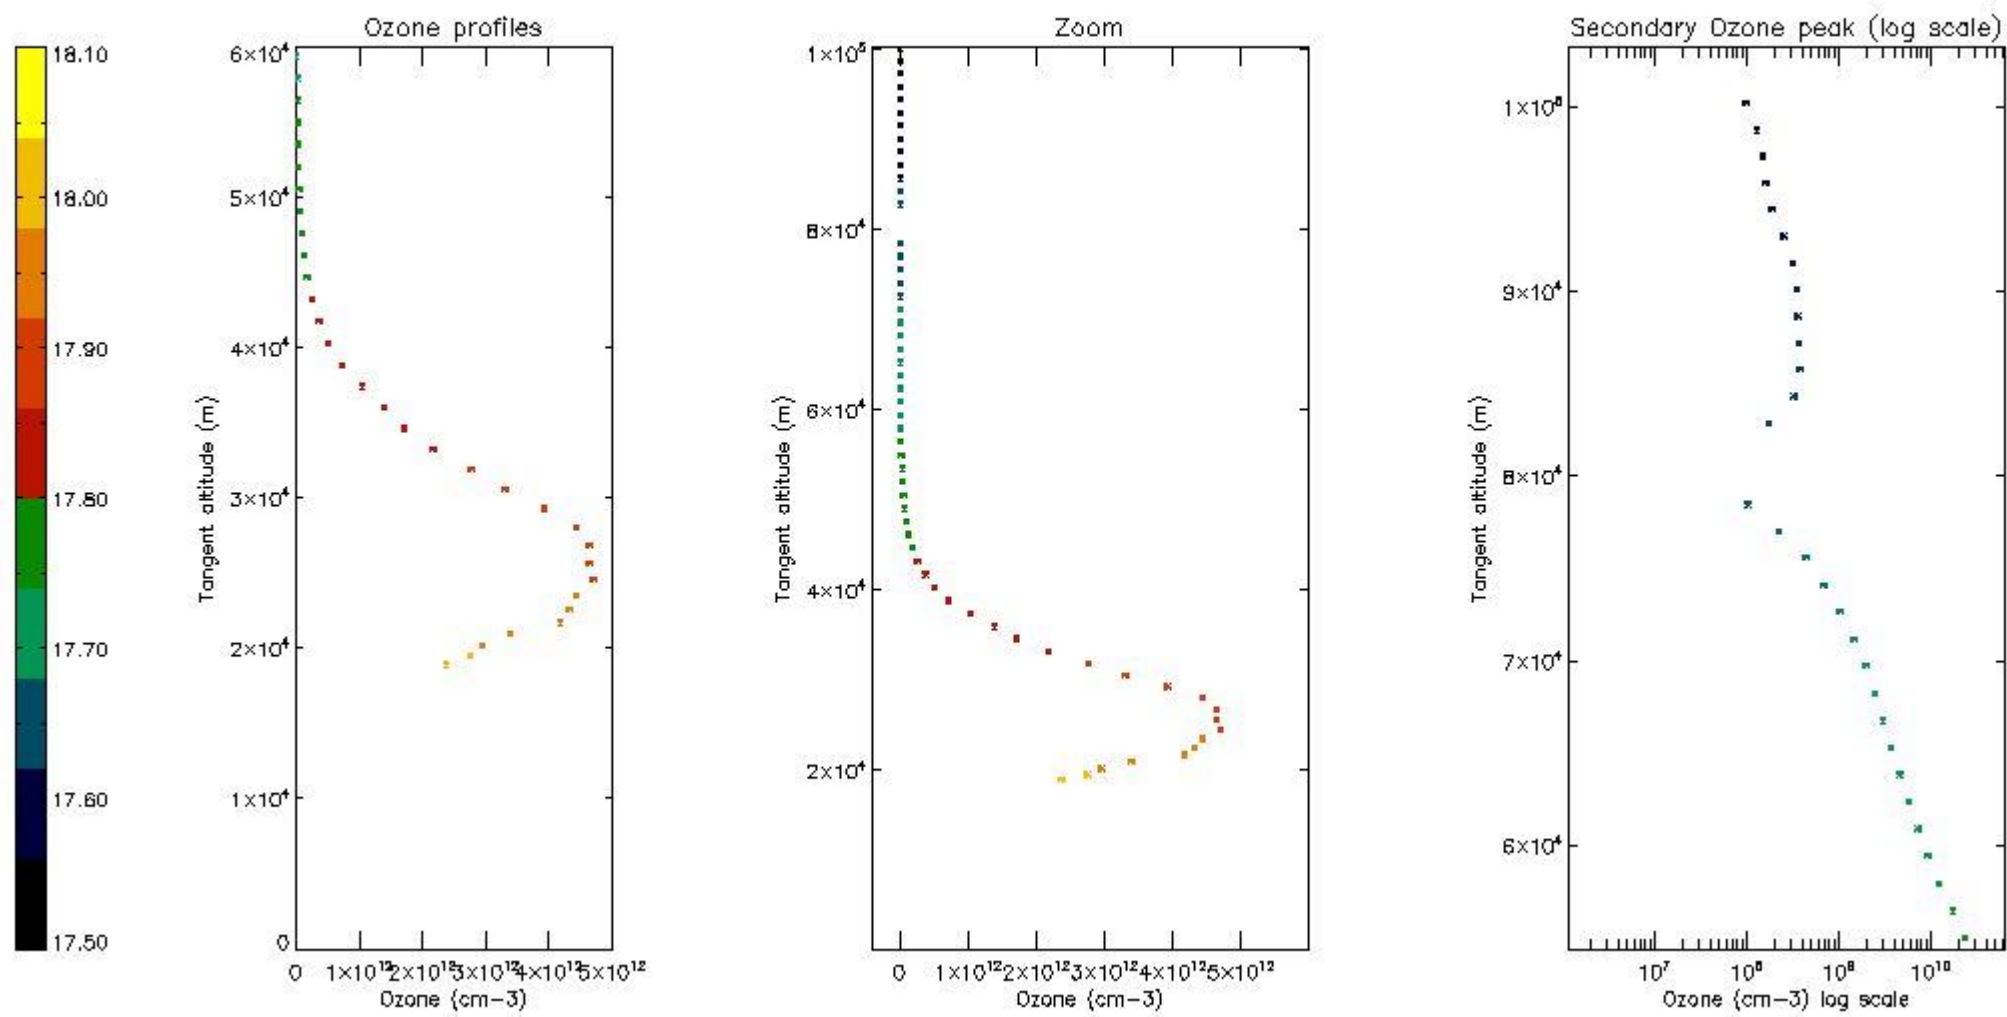 Ozone profiles
Zoom
Secondary Ozone peak (log scale)
18.10
18.00
17.90
17.80
17.70
17.60
17.50
6×10⁴
5×10⁴
4×10⁴
3×10⁴
2×10⁴
1×10⁴
0
Tangent altitude (m)
0 1×10¹² 2×10¹² 3×10¹² 4×10¹² 5×10¹²
Ozone (cm-3)
1×10⁵
8×10⁴
6×10⁴
4×10⁴
2×10⁴
Tangent altitude (m)
0 1×10¹² 2×10¹² 3×10¹² 4×10¹² 5×10¹²
Ozone (cm-3)
1×10⁵
9×10⁴
8×10⁴
7×10⁴
6×10⁴
Tangent altitude (m)
10⁷ 10⁸ 10⁹ 10¹⁰
Ozone (cm-3) log scale